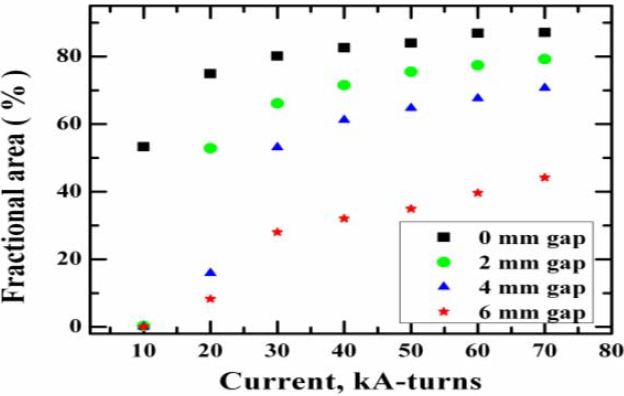 Fractional area ( % )
80
60
40
20
0
0 mm gap
2 mm gap
4 mm gap
6 mm gap
10 20 30 40 50 60 70 80
Current, kA-turns